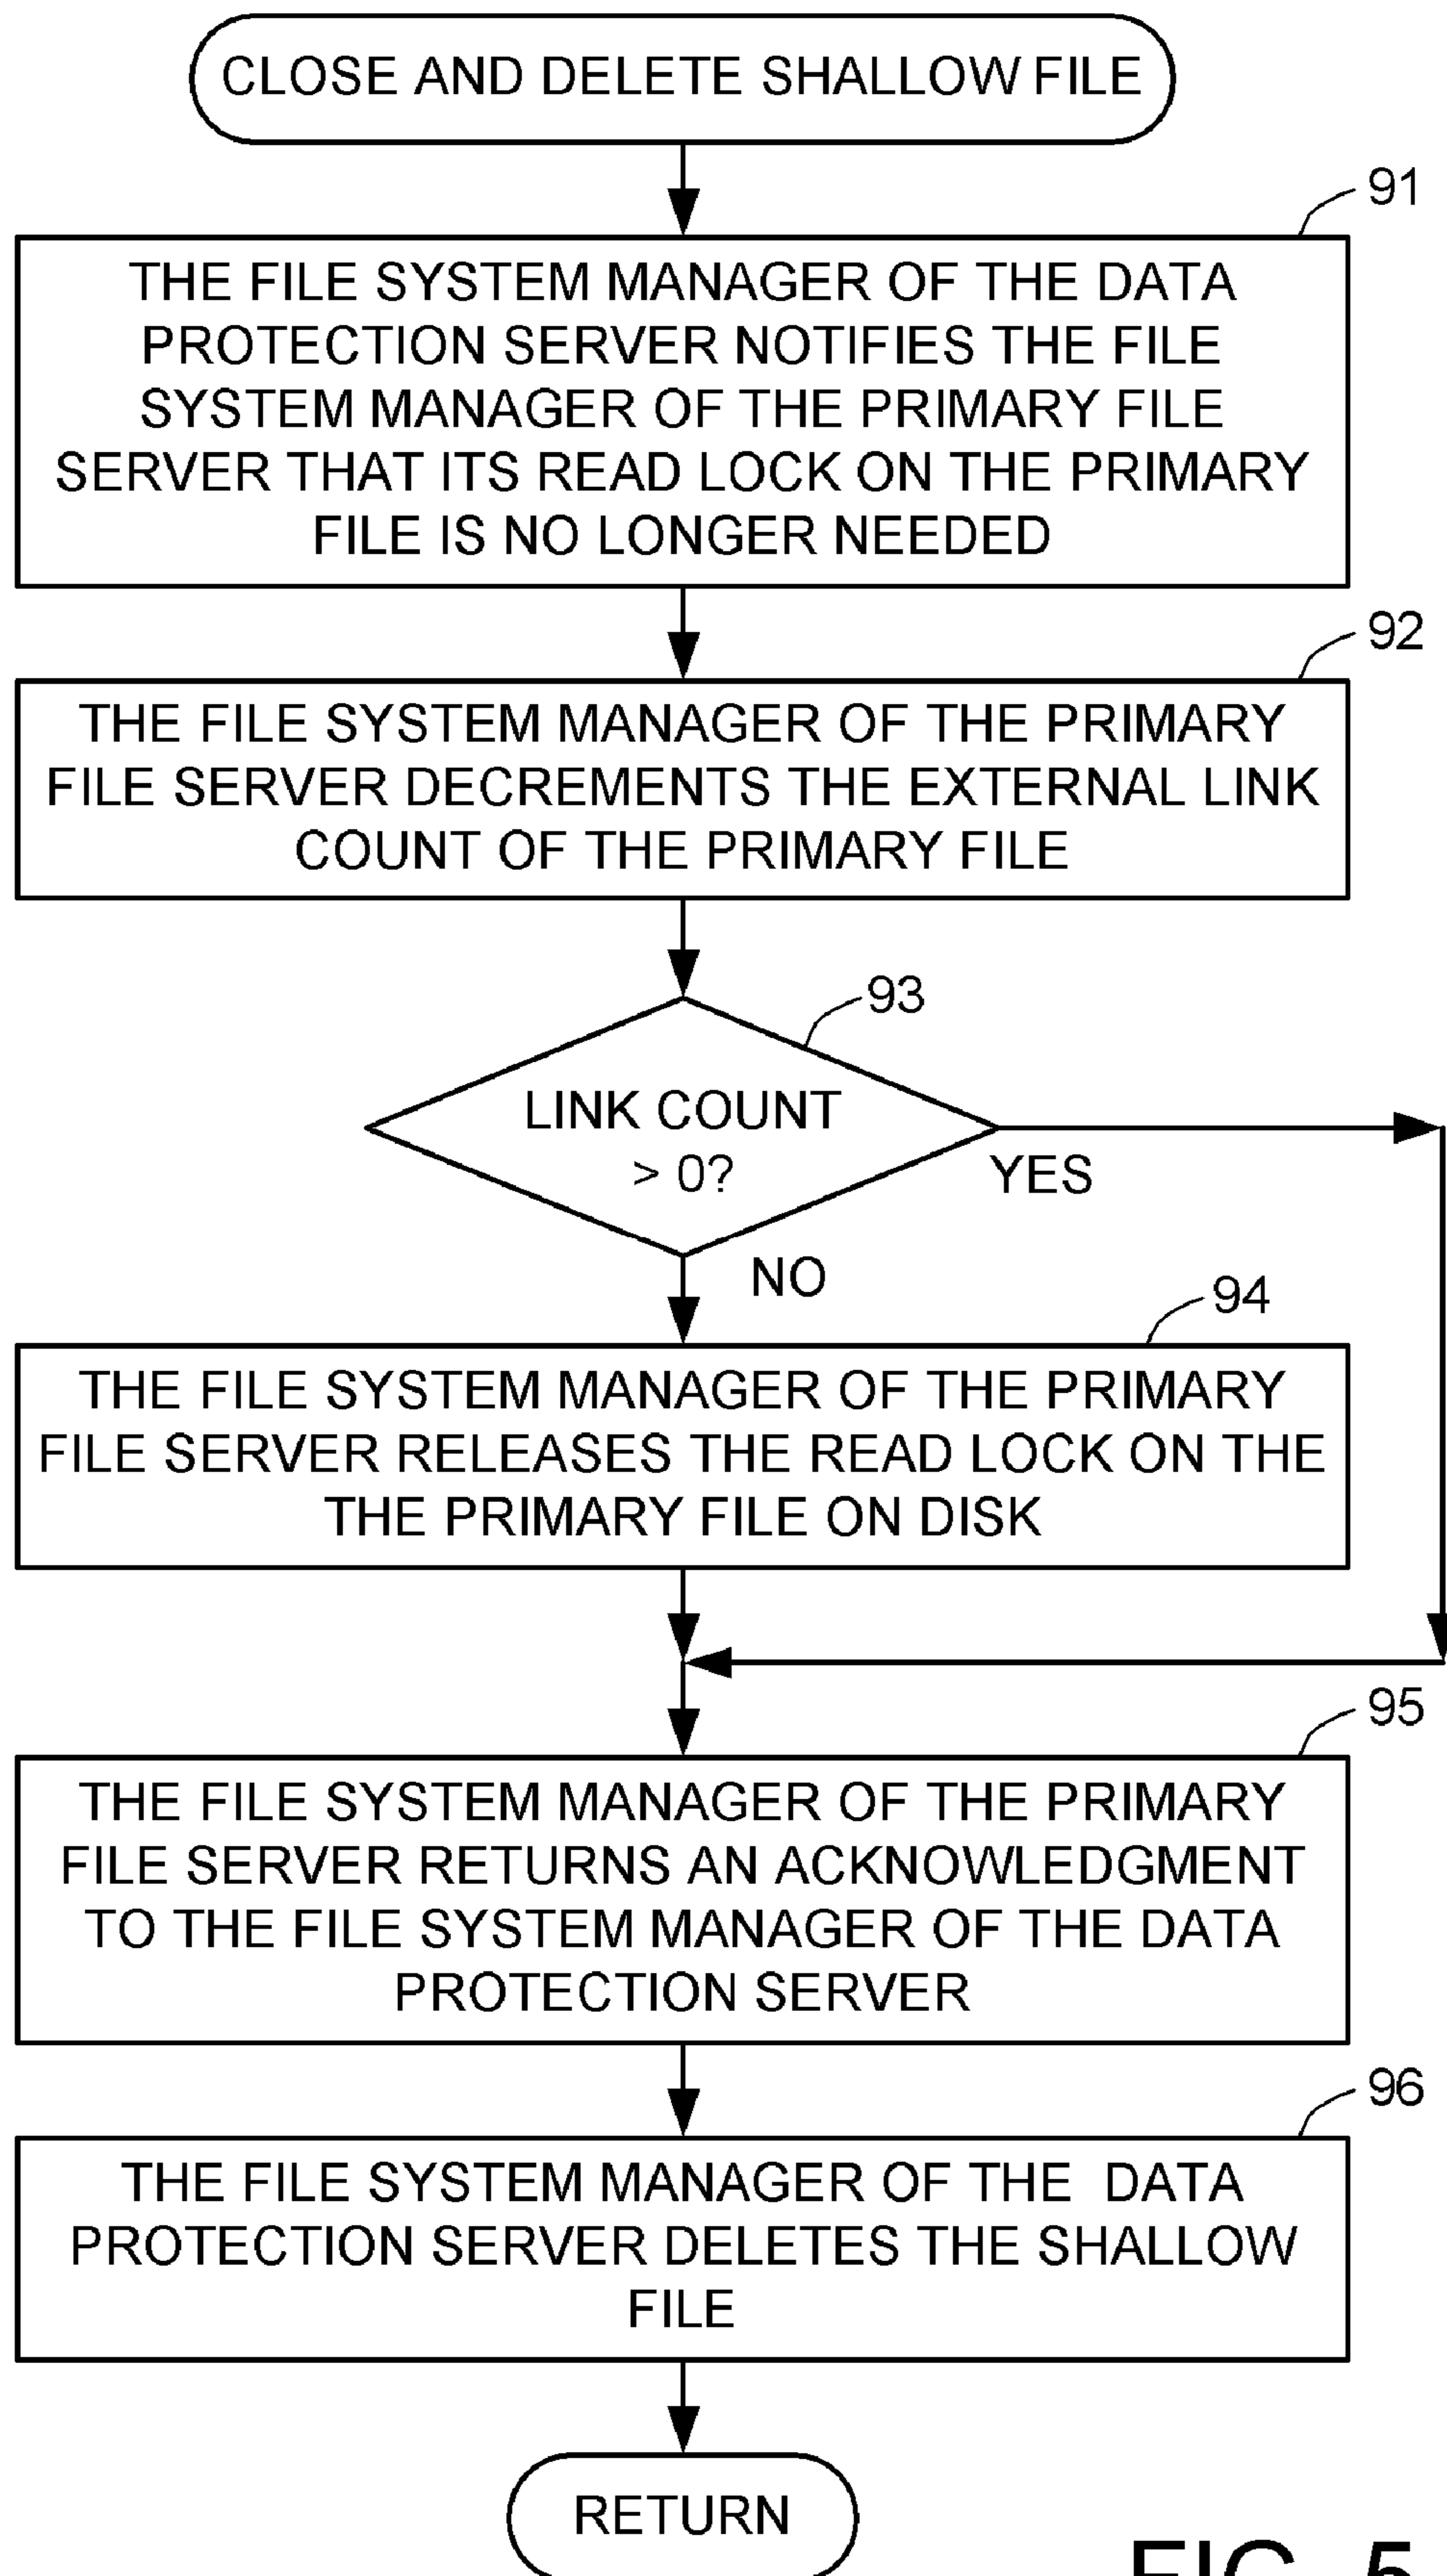 CLOSE AND DELETE SHALLOW FILE
91
THE FILE SYSTEM MANAGER OF THE DATA
PROTECTION SERVER NOTIFIES THE FILE
SYSTEM MANAGER OF THE PRIMARY FILE
SERVER THAT ITS READ LOCK ON THE PRIMARY
FILE IS NO LONGER NEEDED
92
THE FILE SYSTEM MANAGER OF THE PRIMARY
FILE SERVER DECREMENTS THE EXTERNAL LINK
COUNT OF THE PRIMARY FILE
93
LINK COUNT
> 0?
YES
NO
94
THE FILE SYSTEM MANAGER OF THE PRIMARY
FILE SERVER RELEASES THE READ LOCK ON THE
THE PRIMARY FILE ON DISK
95
THE FILE SYSTEM MANAGER OF THE PRIMARY
FILE SERVER RETURNS AN ACKNOWLEDGMENT
TO THE FILE SYSTEM MANAGER OF THE DATA
PROTECTION SERVER
96
THE FILE SYSTEM MANAGER OF THE DATA
PROTECTION SERVER DELETES THE SHALLOW
FILE
RETURN
FIG. 5